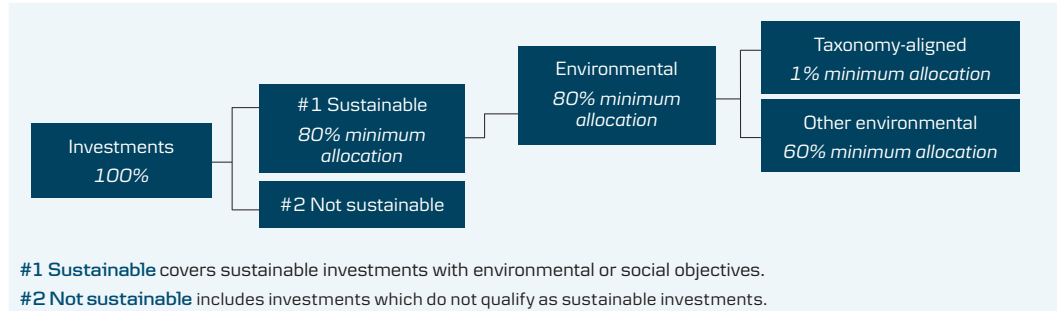 Investments
100%
#1 Sustainable
80% minimum
allocation
#2 Not sustainable
Environmental
80% minimum
allocation
Taxonomy-aligned
1% minimum allocation
Other environmental
60% minimum allocation
#1 Sustainable covers sustainable investments with environmental or social objectives.
#2 Not sustainable includes investments which do not qualify as sustainable investments.